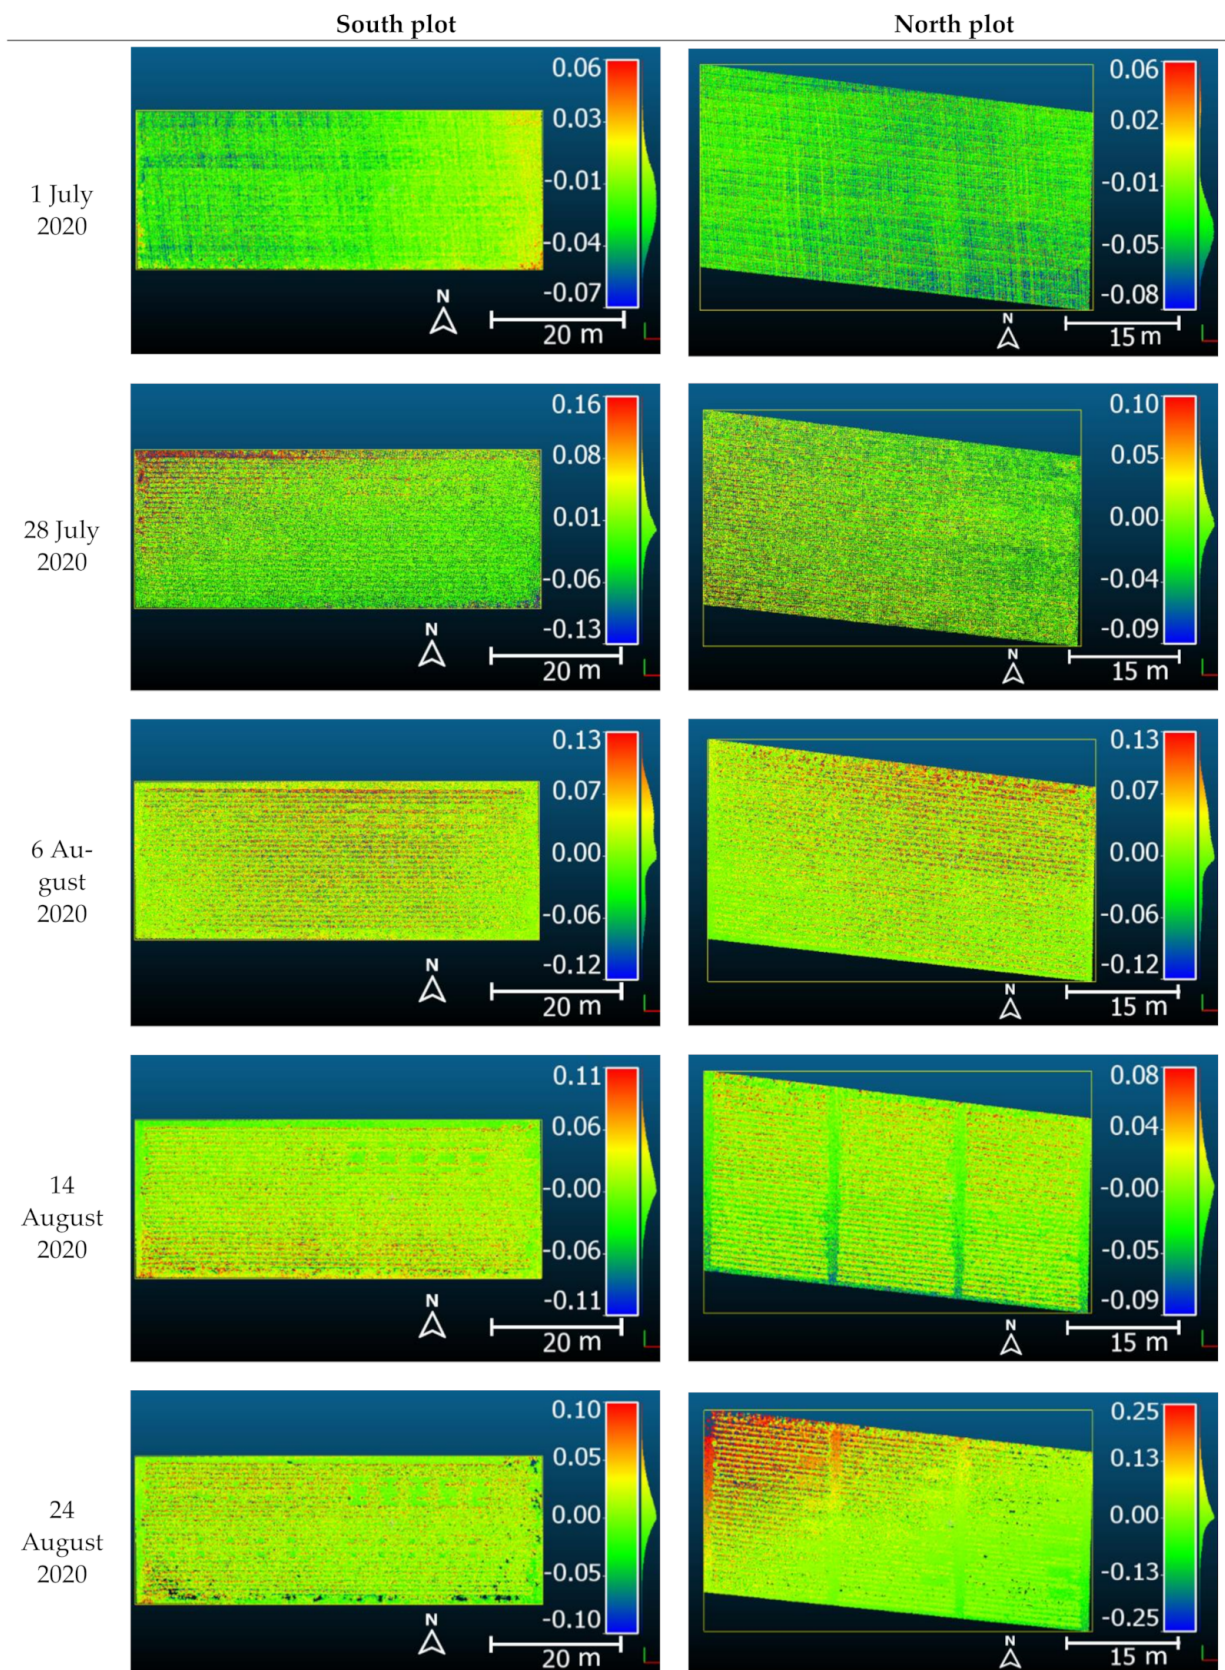 South plot
North plot
1 July
2020
0.06
0.03
-0.01
-0.04
-0.07
N
20 m
0.06
0.02
-0.01
-0.05
-0.08
N
15 m
28 July
2020
0.16
0.08
0.01
-0.06
-0.13
N
20 m
0.10
0.05
0.00
-0.04
-0.09
N
15 m
6 Au-
gust
2020
0.13
0.07
0.00
-0.06
-0.12
N
20 m
0.13
0.07
0.00
-0.06
-0.12
N
15 m
14
August
2020
0.11
0.06
-0.00
-0.06
-0.11
N
20 m
0.08
0.04
-0.00
-0.05
-0.09
N
15 m
24
August
2020
0.10
0.05
0.00
-0.05
-0.10
N
20 m
0.25
0.13
0.00
-0.13
-0.25
N
15 m